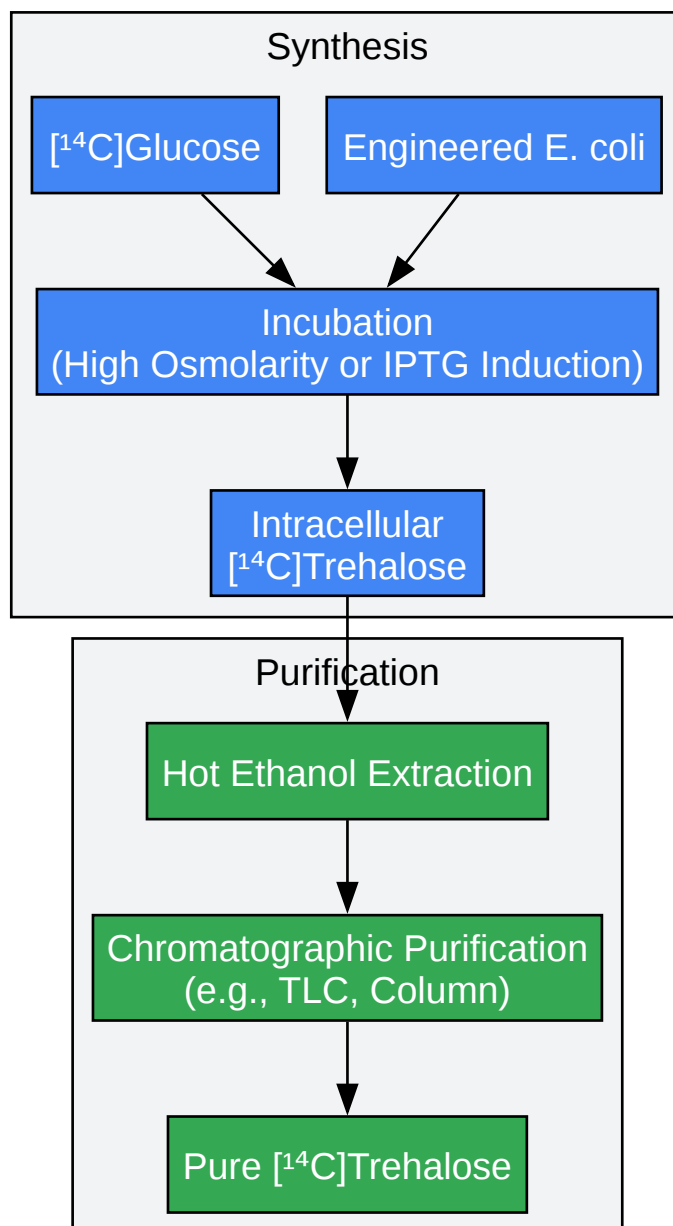 Synthesis
[¹⁴C]Glucose
Engineered E. coli
Incubation
(High Osmolarity or IPTG Induction)
Intracellular
[¹⁴C]Trehalose
Purification
Hot Ethanol Extraction
Chromatographic Purification
(e.g., TLC, Column)
Pure [¹⁴C]Trehalose